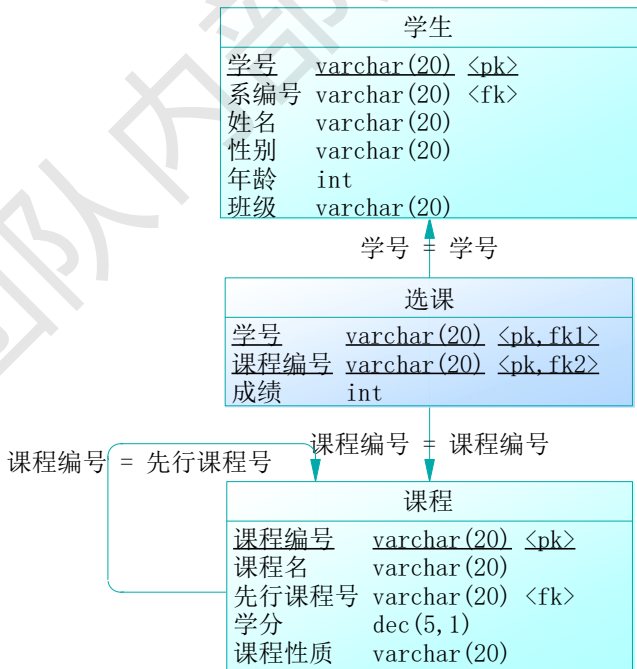 学生
学号 varchar(20) <pk>
系编号 varchar(20) <fk>
姓名 varchar(20)
性别 varchar(20)
年龄 int
班级 varchar(20)
学号 = 学号
选课
学号 varchar(20) <pk,fk1>
课程编号 varchar(20) <pk,fk2>
成绩 int
课程编号 = 课程编号
课程编号 = 先行课程号
课程
课程编号 varchar(20) <pk>
课程名 varchar(20)
先行课程号 varchar(20) <fk>
学分 dec(5,1)
课程性质 varchar(20)
团队内部